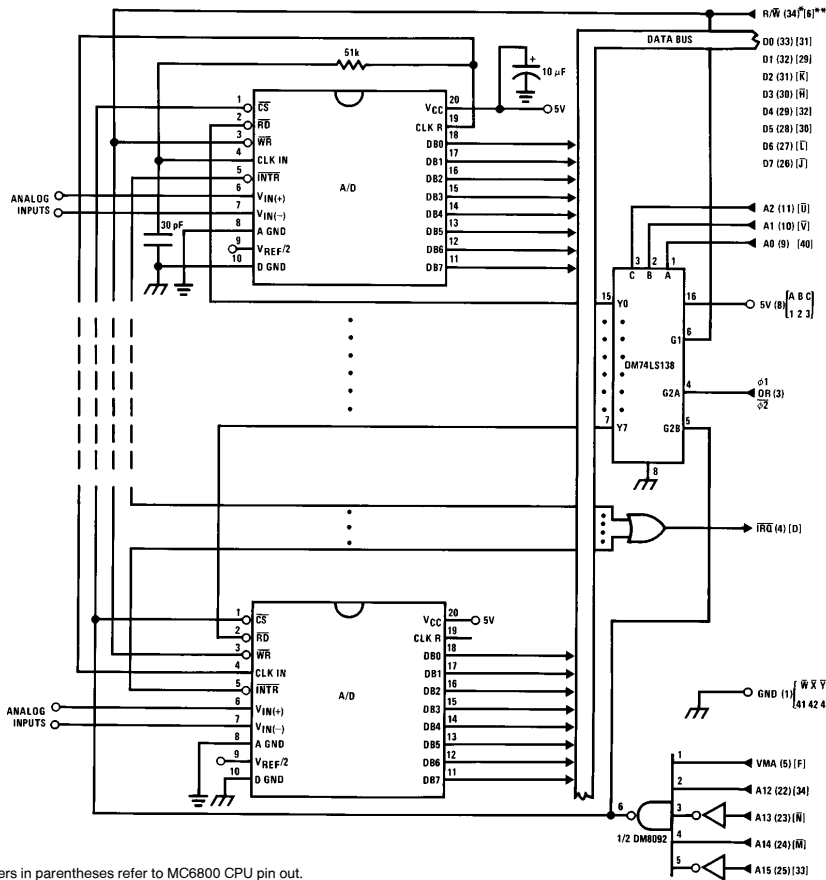 R/W̅ (34)*[6]**
DATA BUS
D0 (33) [31]
D1 (32) [29]
D2 (31) [K̅]
D3 (30) [H̅]
D4 (29) [32]
D5 (28) [30]
D6 (27) [L̅]
D7 (26) [J̅]
51k
10 µF
+
1 C̅S̅
2 R̅D̅
3 W̅R̅
4 CLK IN
5 I̅N̅T̅R̅
6 VIN(+)
7 VIN(−)
8 A GND
9 VREF/2
10 D GND
A/D
VCC 20
5V
CLK R 19
DB0 18
DB1 17
DB2 16
DB3 15
DB4 14
DB5 13
DB6 12
DB7 11
ANALOG
INPUTS
30 pF
A2 (11) [U̅]
A1 (10) [V̅]
A0 (9) [40]
3 2 1
C B A
15 Y0
16
5V (8) [A B C
1 2 3]
G1 6
DM74LS138
G2A 4
ϕ1
OR (3)
ϕ̅2̅
7 Y7
G2B 5
8
I̅R̅Q̅ (4) [D]
1 C̅S̅
2 R̅D̅
3 W̅R̅
4 CLK IN
5 I̅N̅T̅R̅
6 VIN(+)
7 VIN(−)
8 A GND
9 VREF/2
10 D GND
A/D
VCC 20
5V
CLK R 19
DB0 18
DB1 17
DB2 16
DB3 15
DB4 14
DB5 13
DB6 12
DB7 11
ANALOG
INPUTS
GND (1) [W̅ X̅ Y̅
41 42 4
1 VMA (5) [F]
2 A12 (22) [34]
3 A13 (23) [N̅]
4 A14 (24) [M̅]
5 A15 (25) [33]
6
1/2 DM8092
ers in parentheses refer to MC6800 CPU pin out.